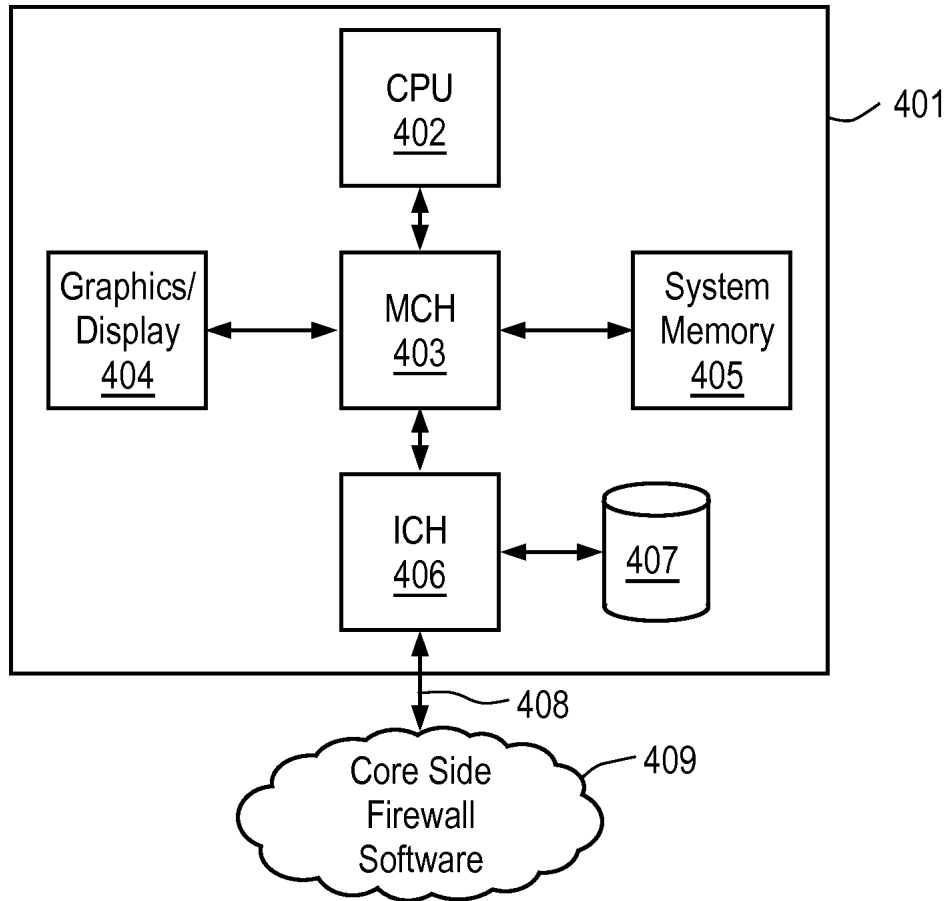 CPU
402
401
Graphics/
Display
404
MCH
403
System
Memory
405
ICH
406
407
408
409
Core Side
Firewall
Software